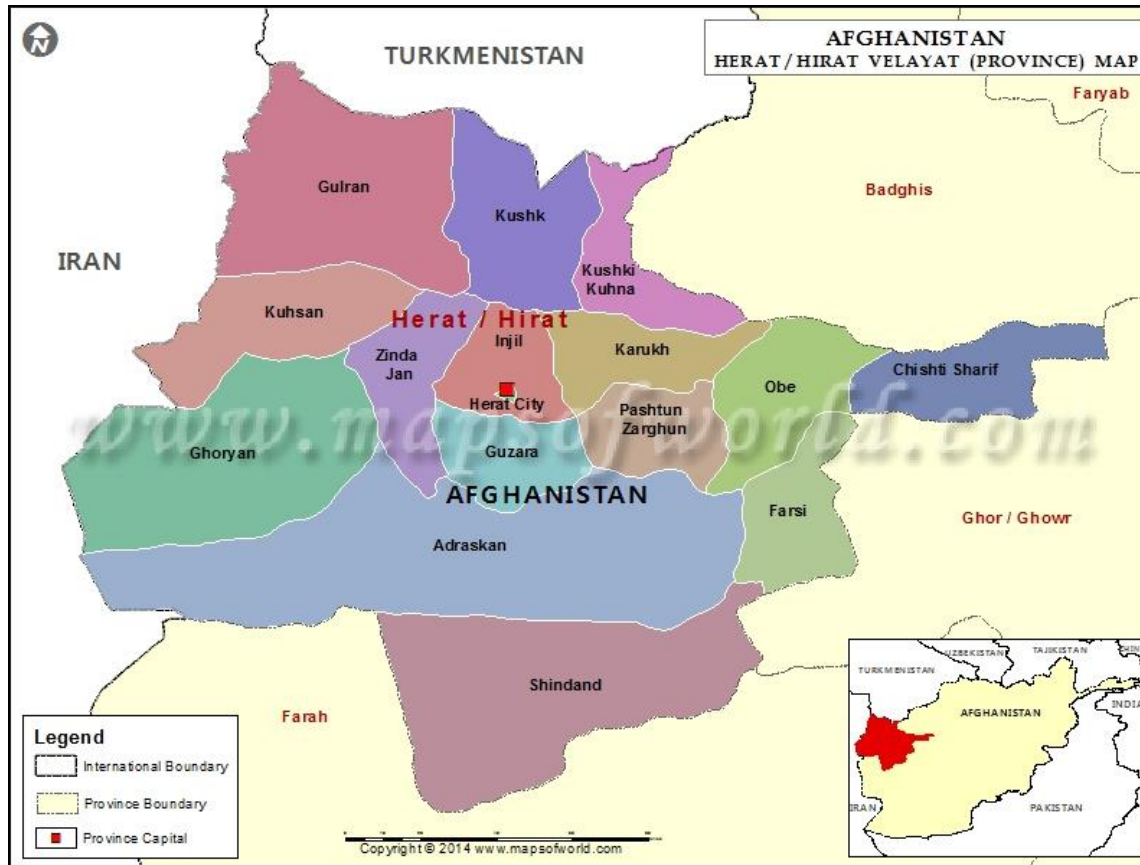 N
TURKMENISTAN
AFGHANISTAN
HERAT / HIRAT VELAYAT (PROVINCE) MAP
Faryab
Gulran
Kushk
Badghis
IRAN
Kushki
Kuhna
Kuhsan
Herat / Hirat
Injil
Zinda
Jan
Karukh
Chishti Sharif
Obe
Herat City
Pashtun
Zarghun
www.mapsofworld.com
Ghoryan
Guzara
AFGHANISTAN
Farsi
Ghor / Ghowr
Adraskan
Shindand
Farah
Legend
International Boundary
Province Boundary
Province Capital
Copyright © 2014 www.mapsofworld.com
UZBEKISTAN
TAJIKISTAN
TURKMENISTAN
AFGHANISTAN
INDIA
IRAN
PAKISTAN